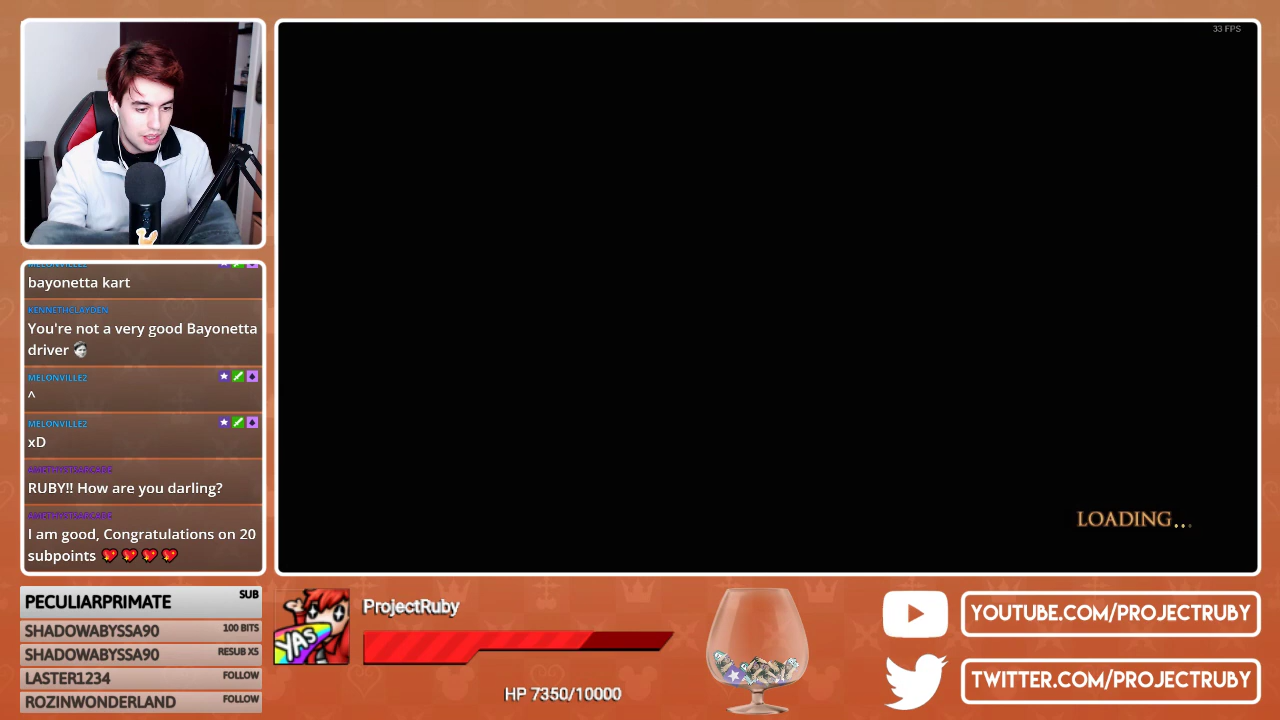 33 FPS
MELONVILLE2
bayonetta kart
KENNETHCLAYDEN
You're not a very good Bayonetta
driver
MELONVILLE2
^
MELONVILLE2
xD
RUBY!! How are you darling?
I am good, Congratulations on 20
subpoints
LOADING...
PECULIARPRIMATE SUB
SHADOWABYSSA90 100 BITS
SHADOWABYSSA90 RESUB X5
LASTER1234 FOLLOW
ROZINWONDERLAND FOLLOW
YAS
ProjectRuby
HP 7350/10000
YOUTUBE.COM/PROJECTRUBY
TWITTER.COM/PROJECTRUBY